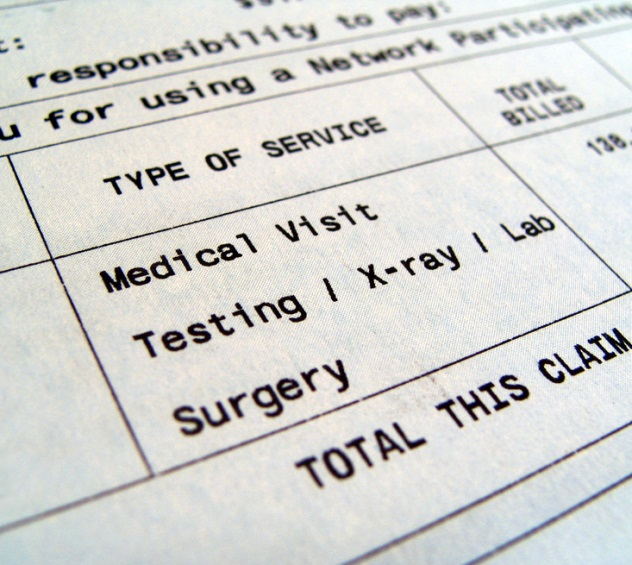 responsibility to pay:
for using a Network Participating
TYPE OF SERVICE
TOTAL
BILLED
138.
Medical Visit
Testing / X-ray / Lab
Surgery
TOTAL THIS CLAIM